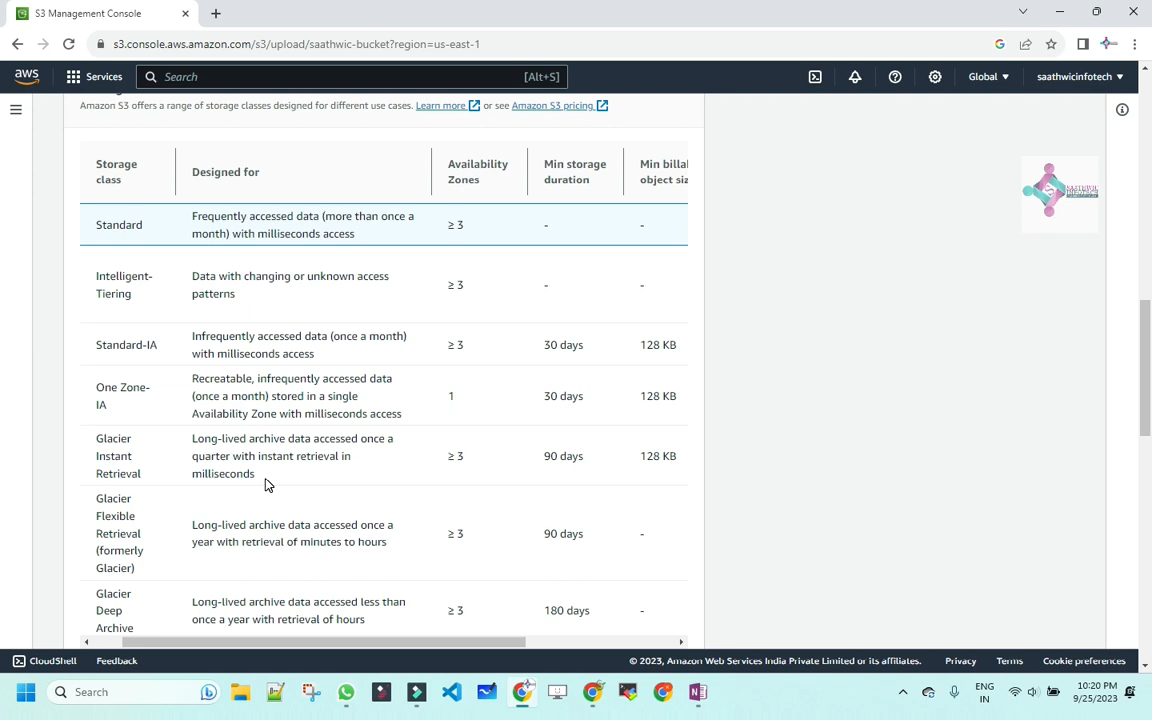 S3 Management Console
s3.console.aws.amazon.com/s3/upload/saathwic-bucket?region=us-east-1
aws
Services
Search
[Alt+S]
Global
saathwicinfotech
Amazon S3 offers a range of storage classes designed for different use cases. Learn more or see Amazon S3 pricing
Storage class
Designed for
Availability Zones
Min storage duration
Min billal
object siz
Standard
Frequently accessed data (more than once a
month) with milliseconds access
≥ 3
-
-
Intelligent-
Tiering
Data with changing or unknown access
patterns
≥ 3
-
-
Standard-IA
Infrequently accessed data (once a month)
with milliseconds access
≥ 3
30 days
128 KB
One Zone-
IA
Recreatable, infrequently accessed data
(once a month) stored in a single
Availability Zone with milliseconds access
1
30 days
128 KB
Glacier
Instant
Retrieval
Long-lived archive data accessed once a
quarter with instant retrieval in
milliseconds
≥ 3
90 days
128 KB
Glacier
Flexible
Retrieval
(formerly
Glacier)
Long-lived archive data accessed once a
year with retrieval of minutes to hours
≥ 3
90 days
-
Glacier
Deep
Archive
Long-lived archive data accessed less than
once a year with retrieval of hours
≥ 3
180 days
-
SAATHWIC
INFOTECH
CloudShell
Feedback
© 2023, Amazon Web Services India Private Limited or its affiliates.
Privacy
Terms
Cookie preferences
Search
ENG
IN
10:20 PM
9/25/2023